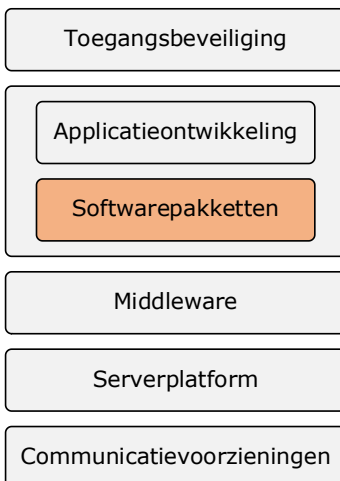 Toegangsbeveiliging
Applicatieontwikkeling
Softwarepakketten
Middleware
Serverplatform
Communicatievoorzieningen